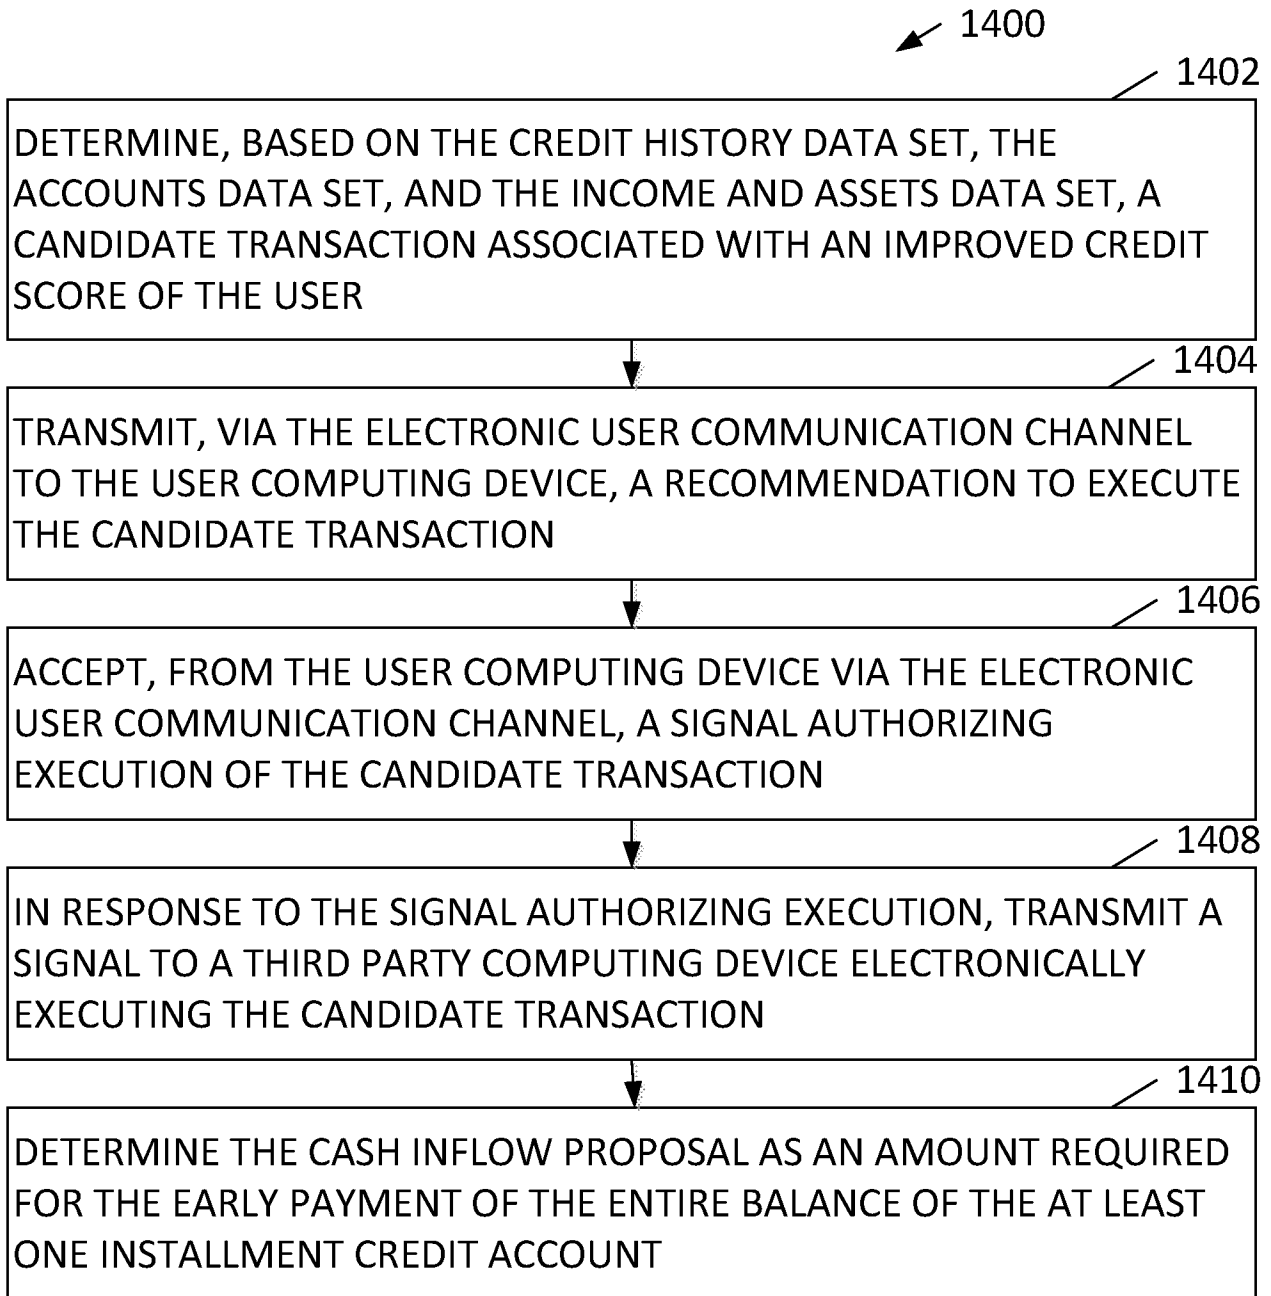 1400
1402
DETERMINE, BASED ON THE CREDIT HISTORY DATA SET, THE
ACCOUNTS DATA SET, AND THE INCOME AND ASSETS DATA SET, A
CANDIDATE TRANSACTION ASSOCIATED WITH AN IMPROVED CREDIT
SCORE OF THE USER
1404
TRANSMIT, VIA THE ELECTRONIC USER COMMUNICATION CHANNEL
TO THE USER COMPUTING DEVICE, A RECOMMENDATION TO EXECUTE
THE CANDIDATE TRANSACTION
1406
ACCEPT, FROM THE USER COMPUTING DEVICE VIA THE ELECTRONIC
USER COMMUNICATION CHANNEL, A SIGNAL AUTHORIZING
EXECUTION OF THE CANDIDATE TRANSACTION
1408
IN RESPONSE TO THE SIGNAL AUTHORIZING EXECUTION, TRANSMIT A
SIGNAL TO A THIRD PARTY COMPUTING DEVICE ELECTRONICALLY
EXECUTING THE CANDIDATE TRANSACTION
1410
DETERMINE THE CASH INFLOW PROPOSAL AS AN AMOUNT REQUIRED
FOR THE EARLY PAYMENT OF THE ENTIRE BALANCE OF THE AT LEAST
ONE INSTALLMENT CREDIT ACCOUNT